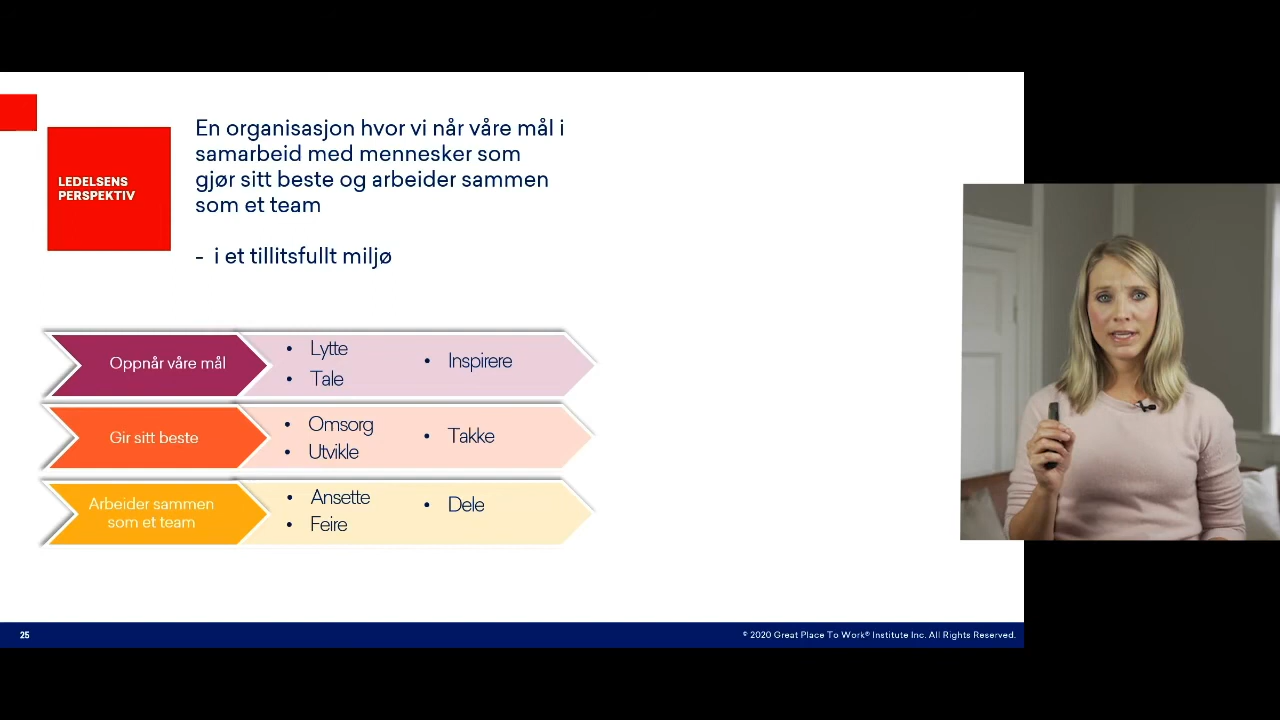 LEDELSENS
PERSPEKTIV
En organisasjon hvor vi når våre mål i
samarbeid med mennesker som
gjør sitt beste og arbeider sammen
som et team
- i et tillitsfullt miljø
Oppnår våre mål
• Lytte
• Tale
• Inspirere
Gir sitt beste
• Omsorg
• Utvikle
• Takke
Arbeider sammen
som et team
• Ansette
• Feire
• Dele
25
© 2020 Great Place To Work® Institute Inc. All Rights Reserved.